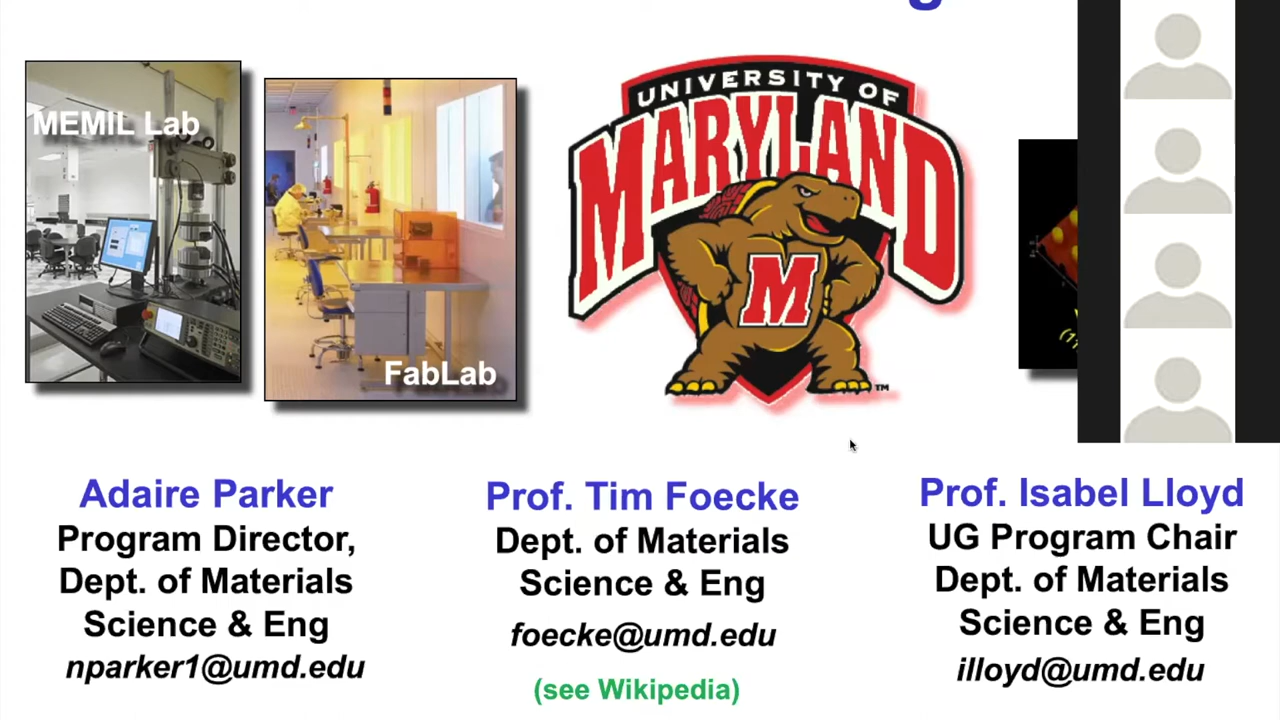 MEMIL Lab
FabLab
UNIVERSITY OF
MARYLAND
M
TM
Adaire Parker
Program Director,
Dept. of Materials
Science & Eng
nparker1@umd.edu
Prof. Tim Foecke
Dept. of Materials
Science & Eng
foecke@umd.edu
(see Wikipedia)
Prof. Isabel Lloyd
UG Program Chair
Dept. of Materials
Science & Eng
illoyd@umd.edu